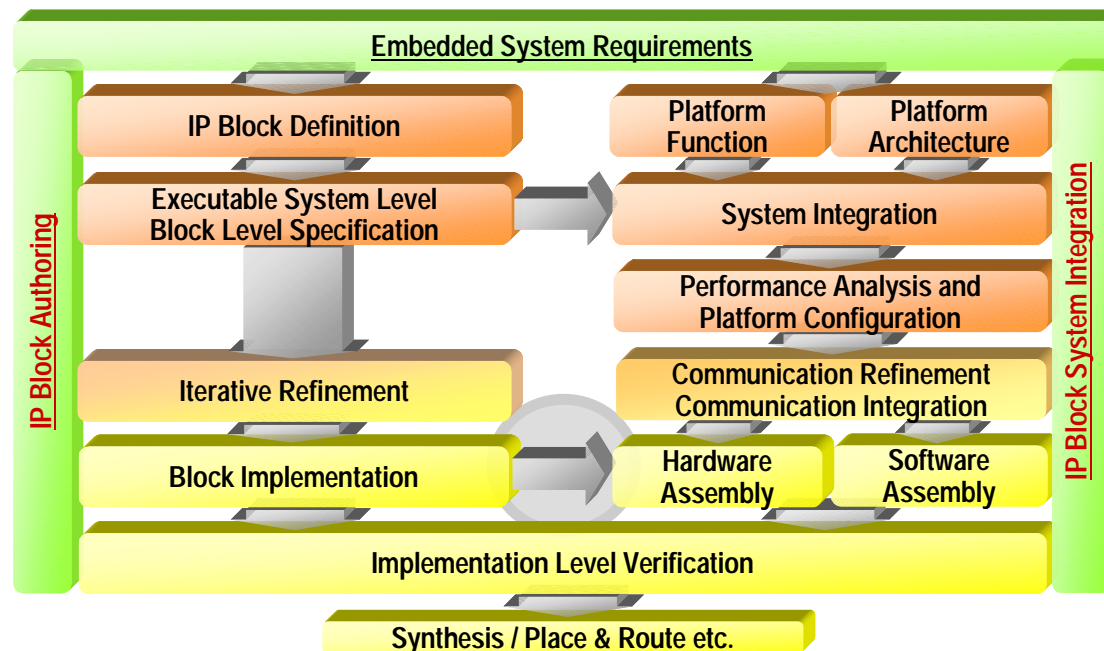 Embedded System Requirements
IP Block Authoring
IP Block Definition
Executable System Level
Block Level Specification
Iterative Refinement
Block Implementation
Platform
Function
Platform
Architecture
System Integration
Performance Analysis and
Platform Configuration
Communication Refinement
Communication Integration
Hardware
Assembly
Software
Assembly
IP Block System Integration
Implementation Level Verification
Synthesis / Place & Route etc.